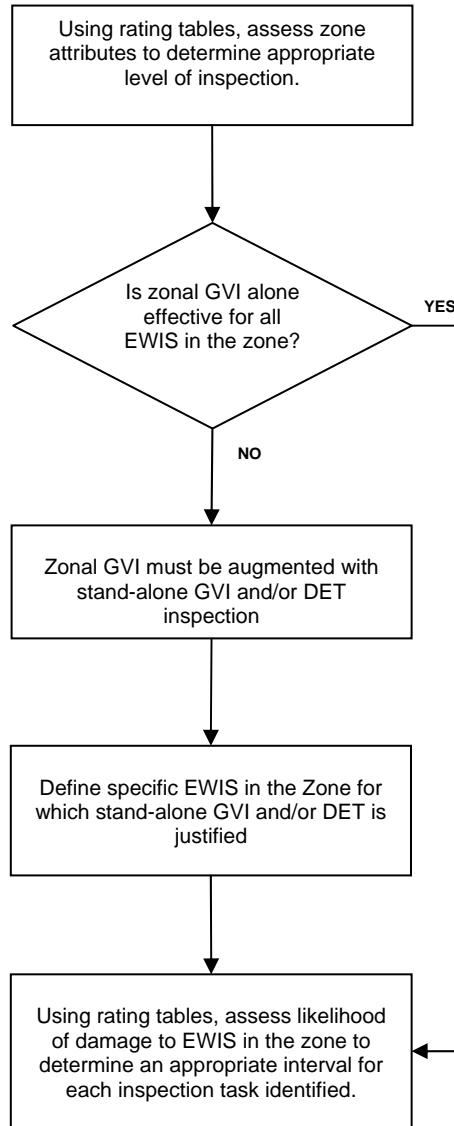 Using rating tables, assess zone
attributes to determine appropriate
level of inspection.
Is zonal GVI alone
effective for all
EWIS in the zone?
YES
NO
Zonal GVI must be augmented with
stand-alone GVI and/or DET
inspection
Define specific EWIS in the Zone for
which stand-alone GVI and/or DET is
justified
Using rating tables, assess likelihood
of damage to EWIS in the zone to
determine an appropriate interval for
each inspection task identified.